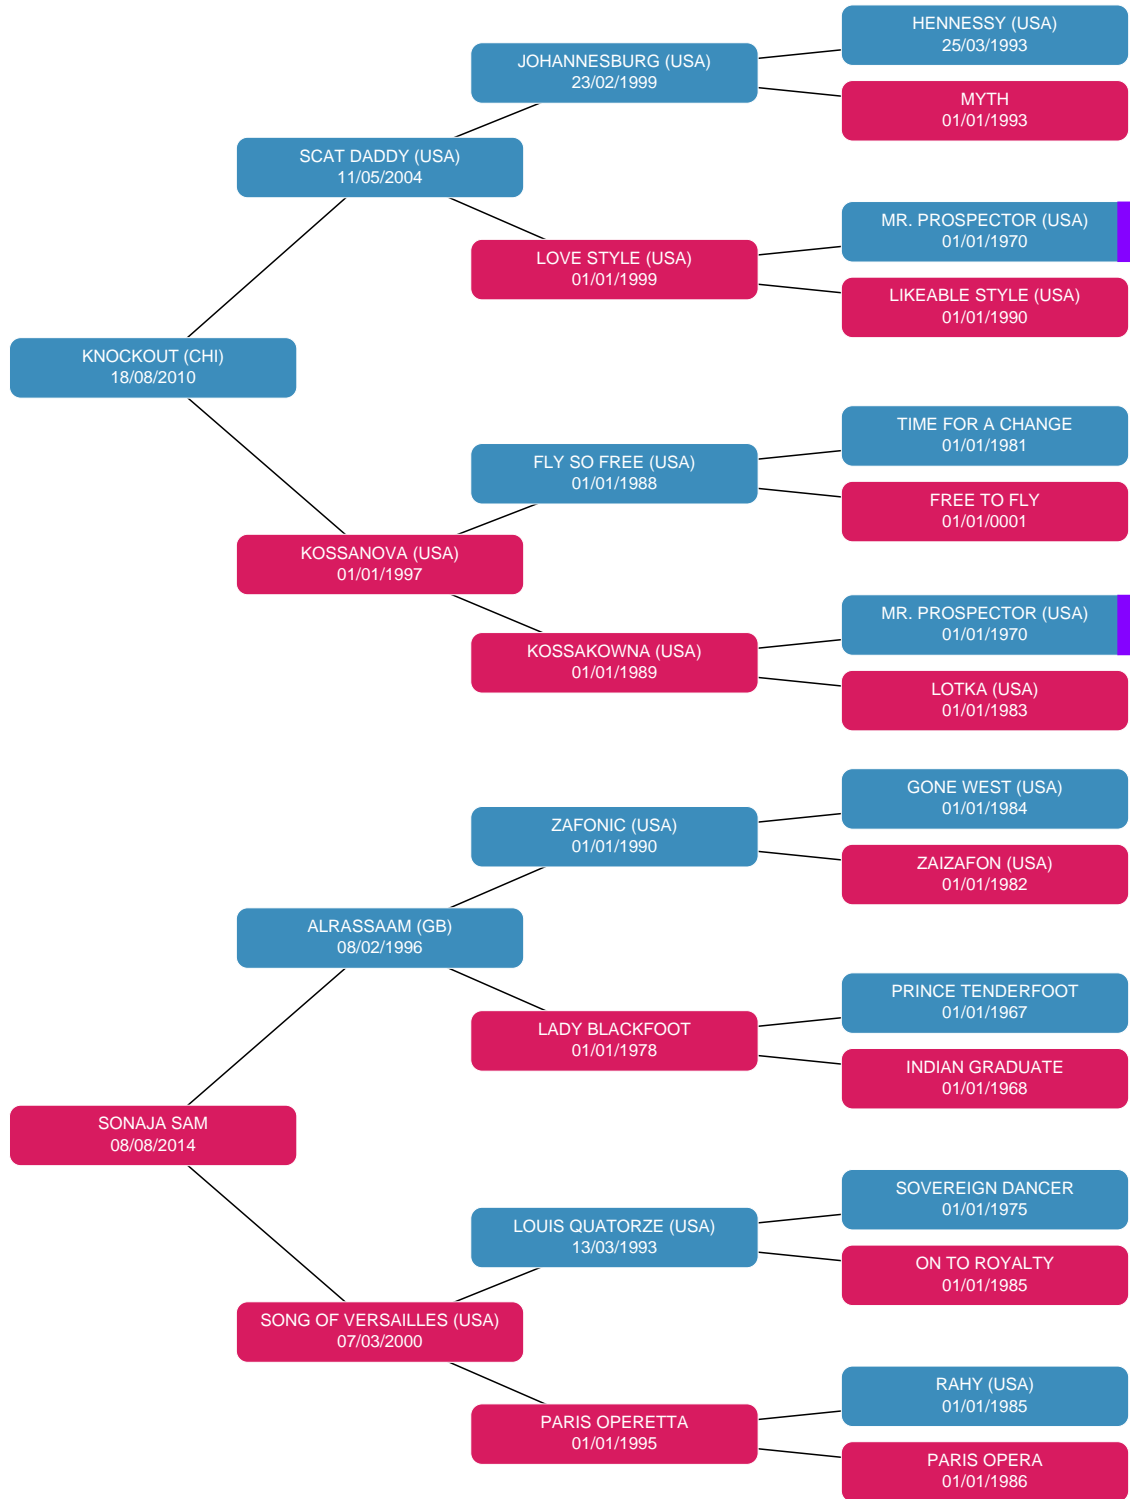 HENNESSY (USA)
25/03/1993
JOHANNESBURG (USA)
23/02/1999
MYTH
01/01/1993
SCAT DADDY (USA)
11/05/2004
MR. PROSPECTOR (USA)
01/01/1970
LOVE STYLE (USA)
01/01/1999
LIKEABLE STYLE (USA)
01/01/1990
KNOCKOUT (CHI)
18/08/2010
TIME FOR A CHANGE
01/01/1981
FLY SO FREE (USA)
01/01/1988
FREE TO FLY
01/01/0001
KOSSANOVA (USA)
01/01/1997
MR. PROSPECTOR (USA)
01/01/1970
KOSSAKOWNA (USA)
01/01/1989
LOTKA (USA)
01/01/1983
GONE WEST (USA)
01/01/1984
ZAFONIC (USA)
01/01/1990
ZAIZAFON (USA)
01/01/1982
ALRASSAAM (GB)
08/02/1996
PRINCE TENDERFOOT
01/01/1967
LADY BLACKFOOT
01/01/1978
INDIAN GRADUATE
01/01/1968
SONAJA SAM
08/08/2014
SOVEREIGN DANCER
01/01/1975
LOUIS QUATORZE (USA)
13/03/1993
ON TO ROYALTY
01/01/1985
SONG OF VERSAILLES (USA)
07/03/2000
RAHY (USA)
01/01/1985
PARIS OPERETTA
01/01/1995
PARIS OPERA
01/01/1986